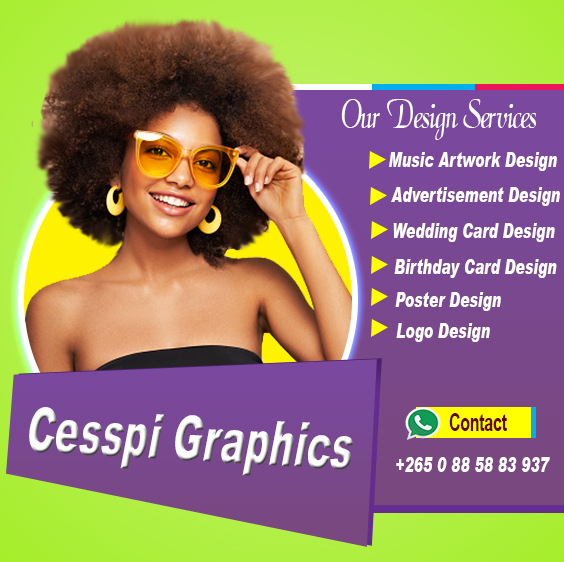 Our Design Services
Music Artwork Design
Advertisement Design
Wedding Card Design
Birthday Card Design
Poster Design
Logo Design
Cesspi Graphics
Contact
+265 0 88 58 83 937